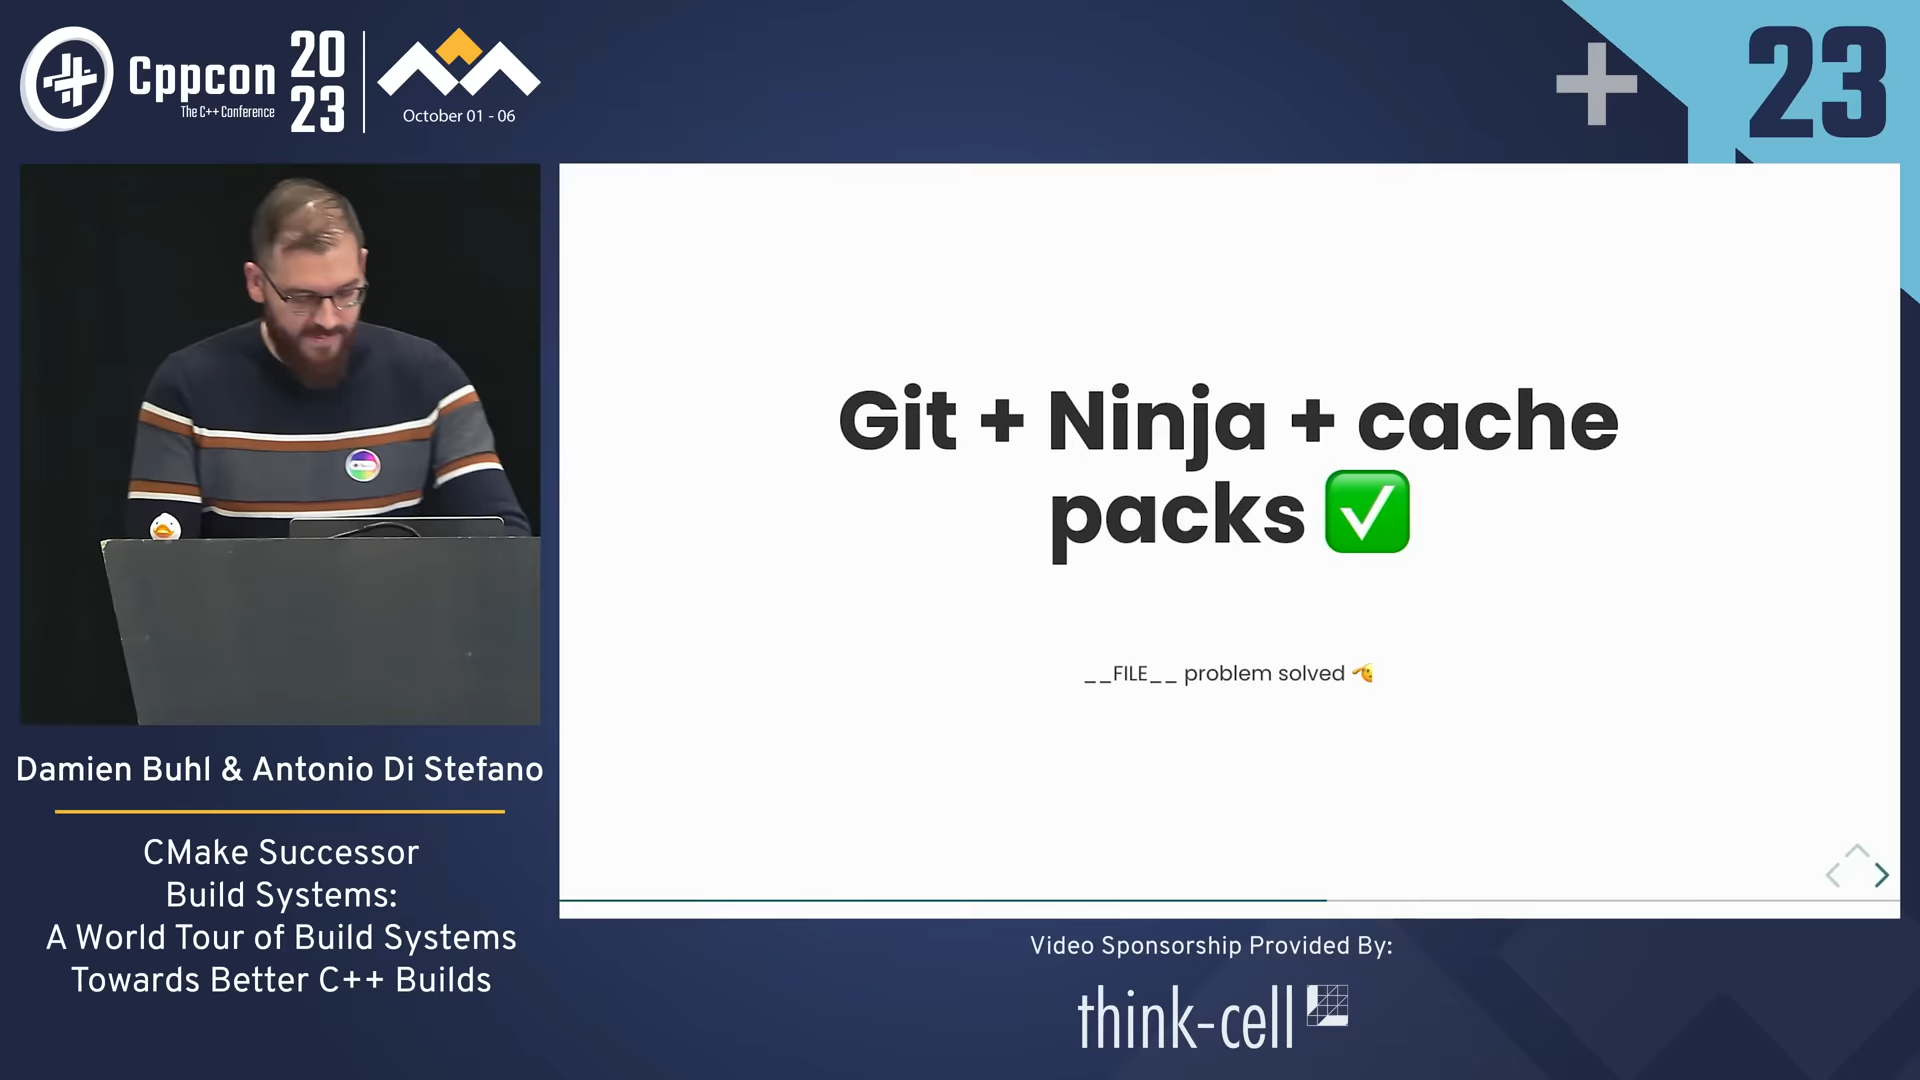 Cppcon
The C++ Conference
20
23
October 01 - 06
+ 23
Git + Ninja + cache
packs ✅
__FILE__ problem solved 🫡
Damien Buhl & Antonio Di Stefano
CMake Successor
Build Systems:
A World Tour of Build Systems
Towards Better C++ Builds
Video Sponsorship Provided By:
think-cell